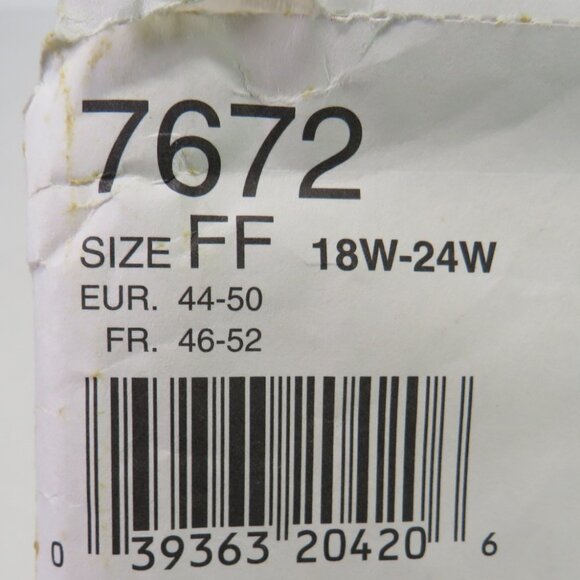 7672
SIZE FF 18W-24W
EUR. 44-50
FR. 46-52
0 39363 20420 6